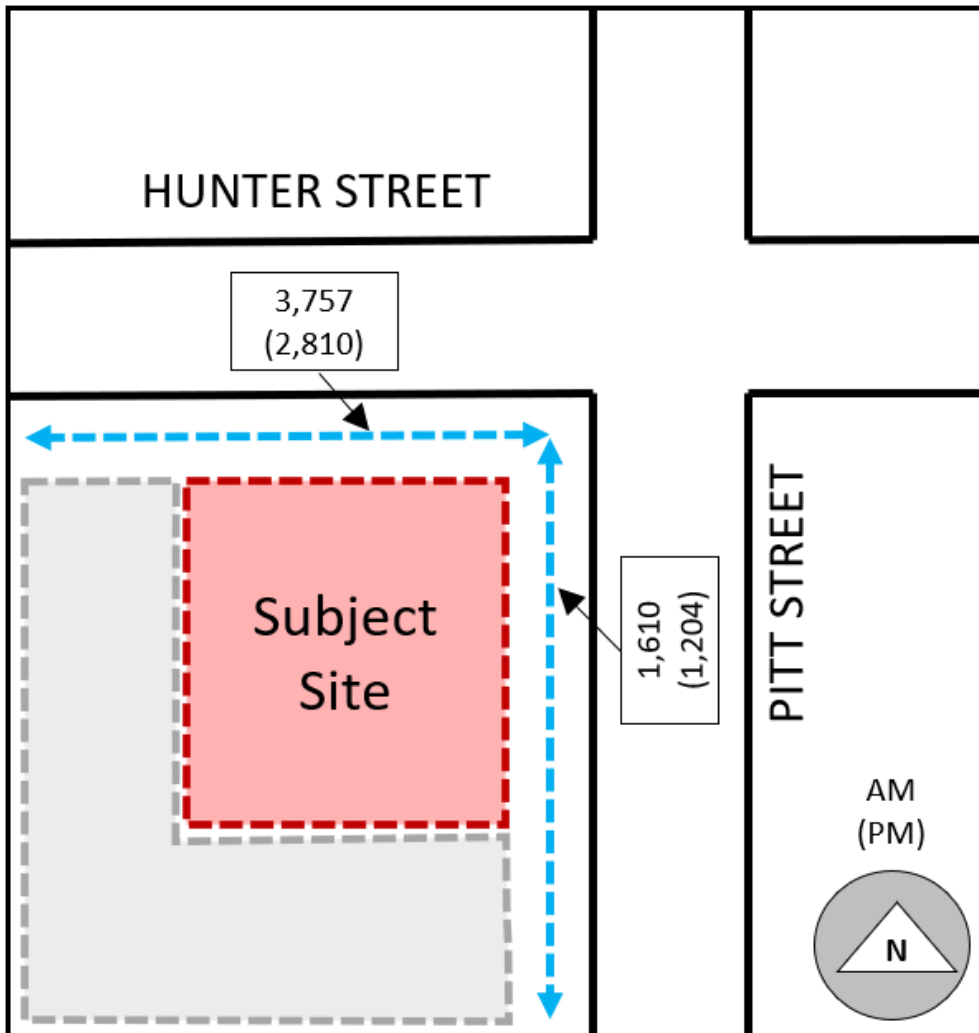 HUNTER STREET
3,757
(2,810)
Subject
Site
1,610
(1,204)
PITT STREET
AM
(PM)
N